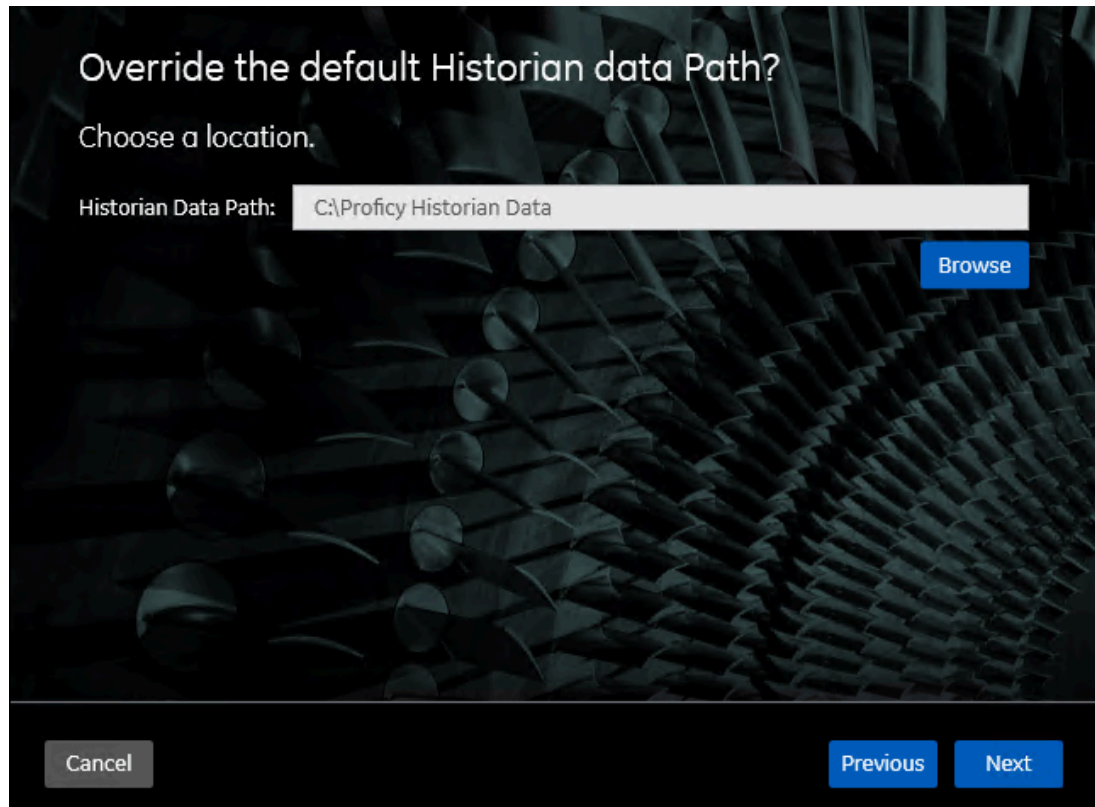 Override the default Historian data Path?
Choose a location.
Historian Data Path: C:\Proficy Historian Data
Browse
Cancel Previous Next